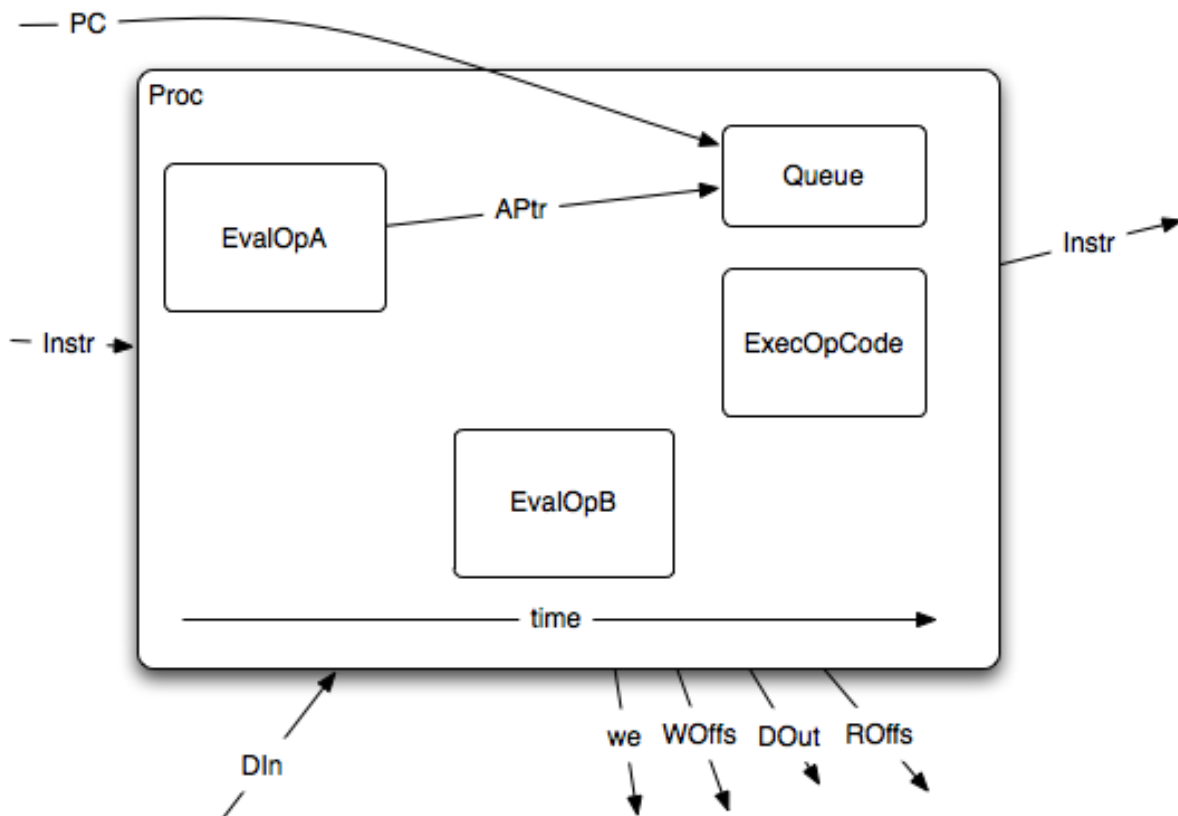 PC
Proc
Queue
APtr
EvalOpA
Instr
Instr
ExecOpCode
EvalOpB
time
we
WOffs
DOut
ROffs
DIn